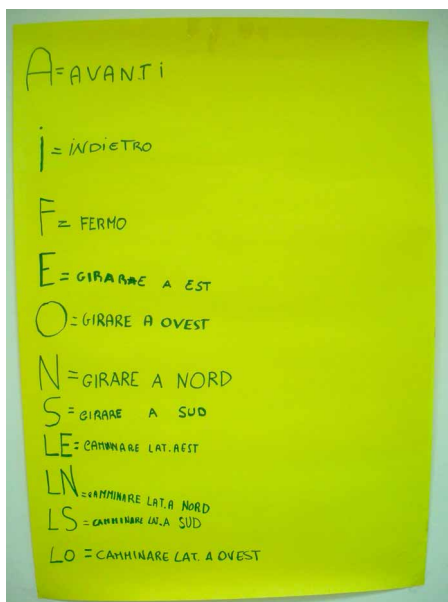 A=AVANTi
i = iNDiETRO
F = FERMO
E = GIRARE A EST
O = GIRARE A OVEST
N = GIRARE A NORD
S = GIRARE A SUD
LE = CAMMINARE LAT. A EST
LN = CAMMINARE LAT. A NORD
LS = CAMMINARE LAT. A SUD
Lo = CAMMINARE LAT. A OVEST